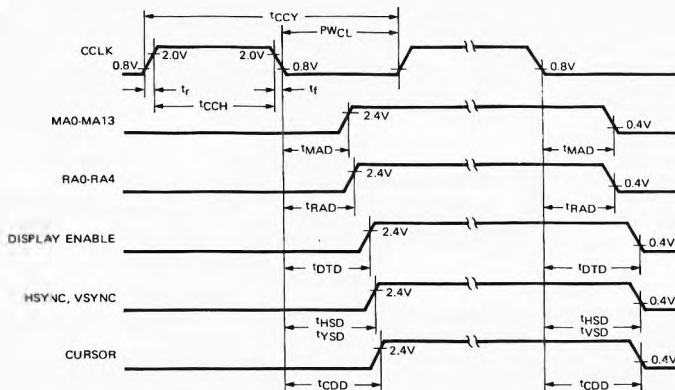 tCCY
PWCL
CCLK
2.0V
2.0V
0.8V
0.8V
0.8V
tr
tf
tCCH
MA0-MA13
2.4V
0.4V
tMAD
tMAD
RA0-RA4
2.4V
0.4V
tRAD
tRAD
DISPLAY ENABLE
2.4V
0.4V
tDTD
tDTD
HSYNC, VSYNC
2.4V
0.4V
tHSD
tHSD
tYSD
tVSD
CURSOR
2.4V
0.4V
tCDD
tCDD